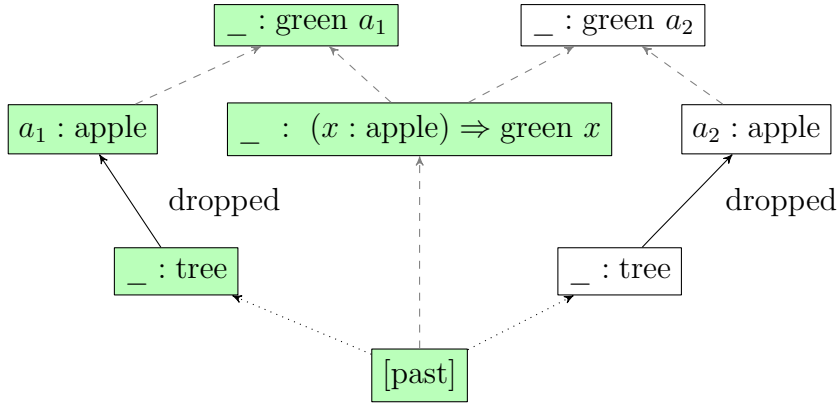 _ : green a₁
_ : green a₂
a₁ : apple
_ : (x : apple) ⇒ green x
a₂ : apple
dropped
dropped
_ : tree
_ : tree
[past]